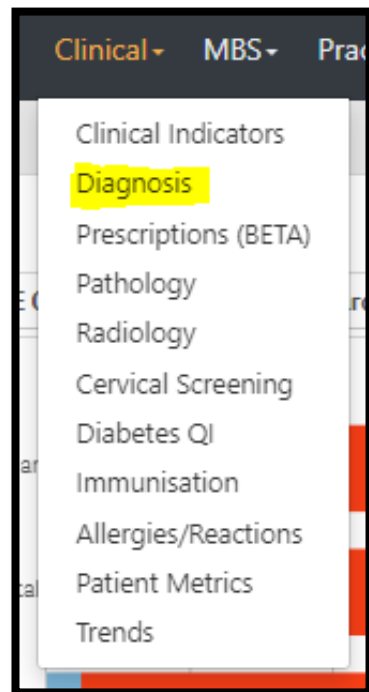 Clinical MBS Prac
Clinical Indicators
Diagnosis
Prescriptions (BETA)
Pathology
Radiology
Cervical Screening
Diabetes QI
Immunisation
Allergies/Reactions
Patient Metrics
Trends